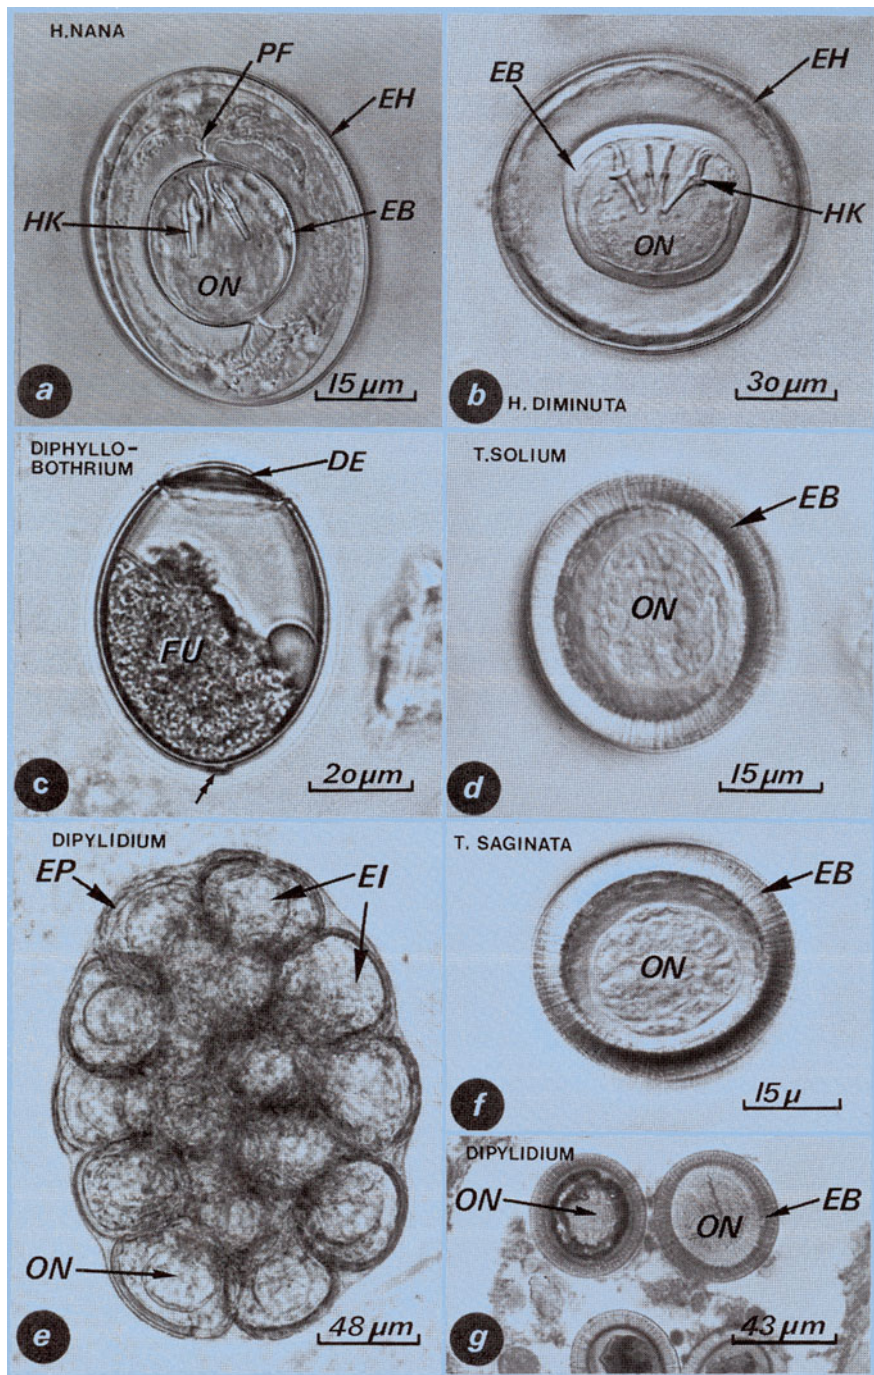 H.NANA
PF
EH
EB
HK
ON
a
15 µm
EB
EH
HK
ON
b
H. DIMINUTA
30 µm
DIPHYLLO-
BOTHRIUM
DE
FU
c
20 µm
T.SOLIUM
EB
ON
d
15 µm
DIPYLIDIUM
EP
EI
ON
e
48 µm
T. SAGINATA
EB
ON
f
15 µ
DIPYLIDIUM
ON
ON
EB
g
43 µm